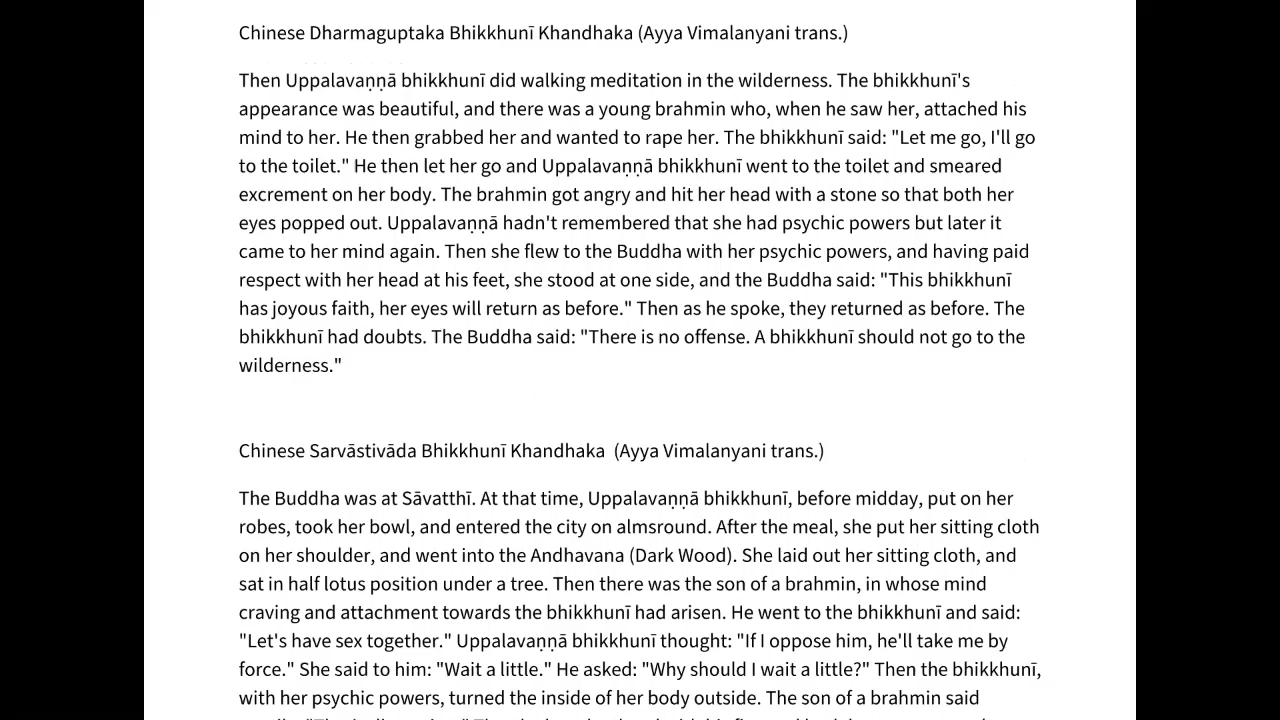 Chinese Dharmaguptaka Bhikkhunī Khandhaka (Ayya Vimalanyani trans.)
Then Uppalavaṇṇā bhikkhunī did walking meditation in the wilderness. The bhikkhunī's
appearance was beautiful, and there was a young brahmin who, when he saw her, attached his
mind to her. He then grabbed her and wanted to rape her. The bhikkhunī said: "Let me go, I'll go
to the toilet." He then let her go and Uppalavaṇṇā bhikkhunī went to the toilet and smeared
excrement on her body. The brahmin got angry and hit her head with a stone so that both her
eyes popped out. Uppalavaṇṇā hadn't remembered that she had psychic powers but later it
came to her mind again. Then she flew to the Buddha with her psychic powers, and having paid
respect with her head at his feet, she stood at one side, and the Buddha said: "This bhikkhunī
has joyous faith, her eyes will return as before." Then as he spoke, they returned as before. The
bhikkhunī had doubts. The Buddha said: "There is no offense. A bhikkhunī should not go to the
wilderness."
Chinese Sarvāstivāda Bhikkhunī Khandhaka (Ayya Vimalanyani trans.)
The Buddha was at Sāvatthī. At that time, Uppalavaṇṇā bhikkhunī, before midday, put on her
robes, took her bowl, and entered the city on almsround. After the meal, she put her sitting cloth
on her shoulder, and went into the Andhavana (Dark Wood). She laid out her sitting cloth, and
sat in half lotus position under a tree. Then there was the son of a brahmin, in whose mind
craving and attachment towards the bhikkhunī had arisen. He went to the bhikkhunī and said:
"Let's have sex together." Uppalavaṇṇā bhikkhunī thought: "If I oppose him, he'll take me by
force." She said to him: "Wait a little." He asked: "Why should I wait a little?" Then the bhikkhunī,
with her psychic powers, turned the inside of her body outside. The son of a brahmin said